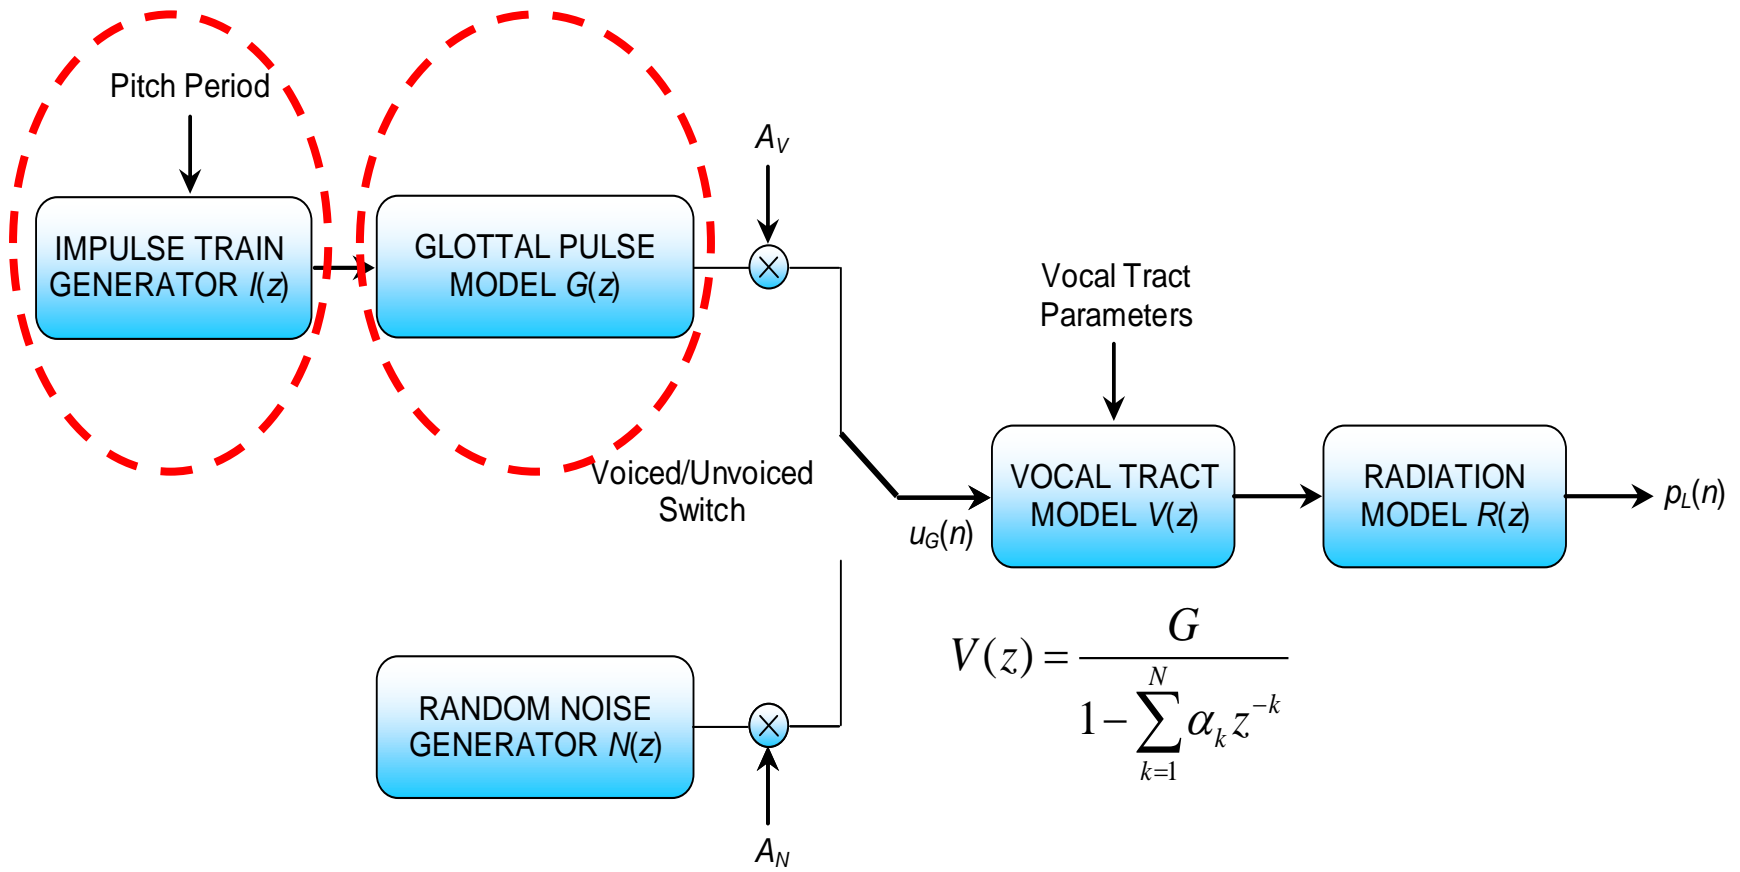 Pitch Period
IMPULSE TRAIN
GENERATOR I(z)
GLOTTAL PULSE
MODEL G(z)
A_V
Vocal Tract
Parameters
Voiced/Unvoiced
Switch
u_G(n)
VOCAL TRACT
MODEL V(z)
RADIATION
MODEL R(z)
p_L(n)
RANDOM NOISE
GENERATOR N(z)
A_N
V(z) = G / (1 − ∑_{k=1}^{N} α_k z^{−k})